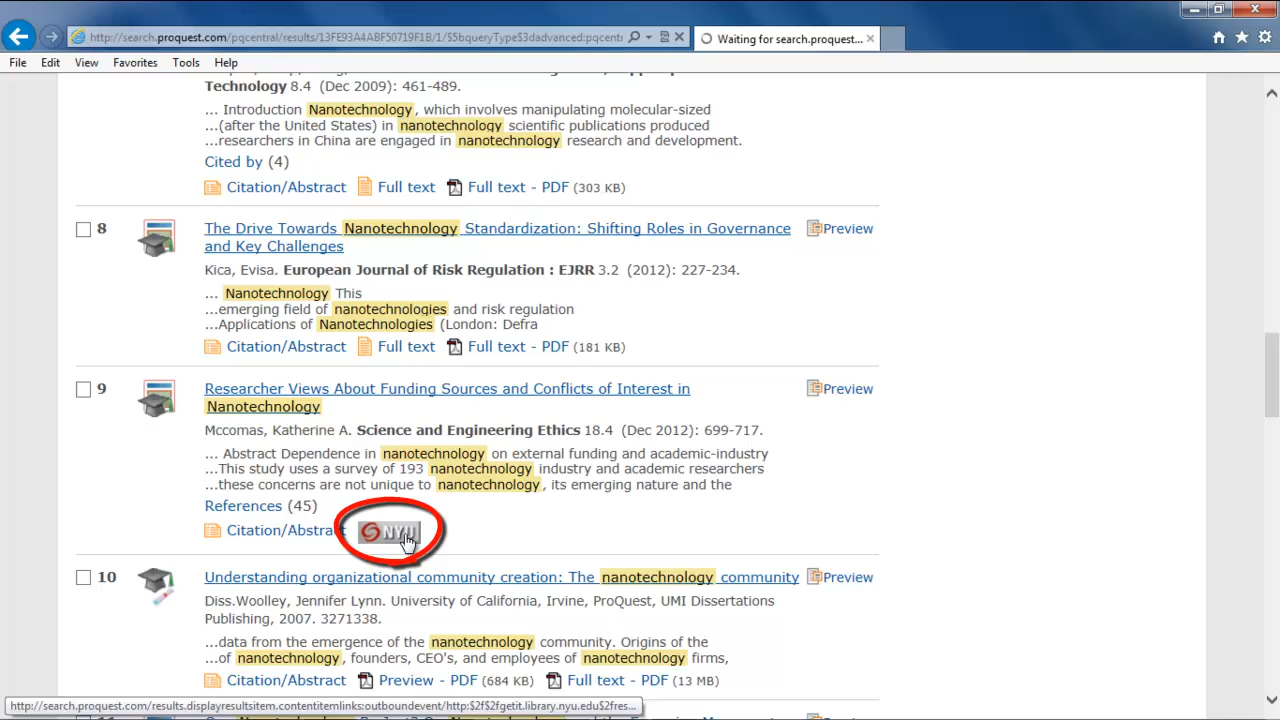 http://search.proquest.com/pqcentral/results/13FE93A4ABF50719F1B/1/$5bqueryType$3dadvanced:pqcentr
Waiting for search.proquest...
File Edit View Favorites Tools Help
Technology 8.4 (Dec 2009): 461-489.
... Introduction Nanotechnology, which involves manipulating molecular-sized
...(after the United States) in nanotechnology scientific publications produced
...researchers in China are engaged in nanotechnology research and development.
Cited by (4)
Citation/Abstract Full text Full text - PDF (303 KB)
8 The Drive Towards Nanotechnology Standardization: Shifting Roles in Governance Preview
and Key Challenges
Kica, Evisa. European Journal of Risk Regulation : EJRR 3.2 (2012): 227-234.
... Nanotechnology This
...emerging field of nanotechnologies and risk regulation
...Applications of Nanotechnologies (London: Defra
Citation/Abstract Full text Full text - PDF (181 KB)
9 Researcher Views About Funding Sources and Conflicts of Interest in Preview
Nanotechnology
Mccomas, Katherine A. Science and Engineering Ethics 18.4 (Dec 2012): 699-717.
... Abstract Dependence in nanotechnology on external funding and academic-industry
...This study uses a survey of 193 nanotechnology industry and academic researchers
...these concerns are not unique to nanotechnology, its emerging nature and the
References (45)
Citation/Abstract NYU
10 Understanding organizational community creation: The nanotechnology community Preview
Diss.Woolley, Jennifer Lynn. University of California, Irvine, ProQuest, UMI Dissertations
Publishing, 2007. 3271338.
...data from the emergence of the nanotechnology community. Origins of the
...of nanotechnology, founders, CEO's, and employees of nanotechnology firms,
Citation/Abstract Preview - PDF (684 KB) Full text - PDF (13 MB)
http://search.proquest.com/results.displayresultsitem.contentitemlinks:outboundevent/http:$2f$2fgetit.library.nyu.edu$2fres...